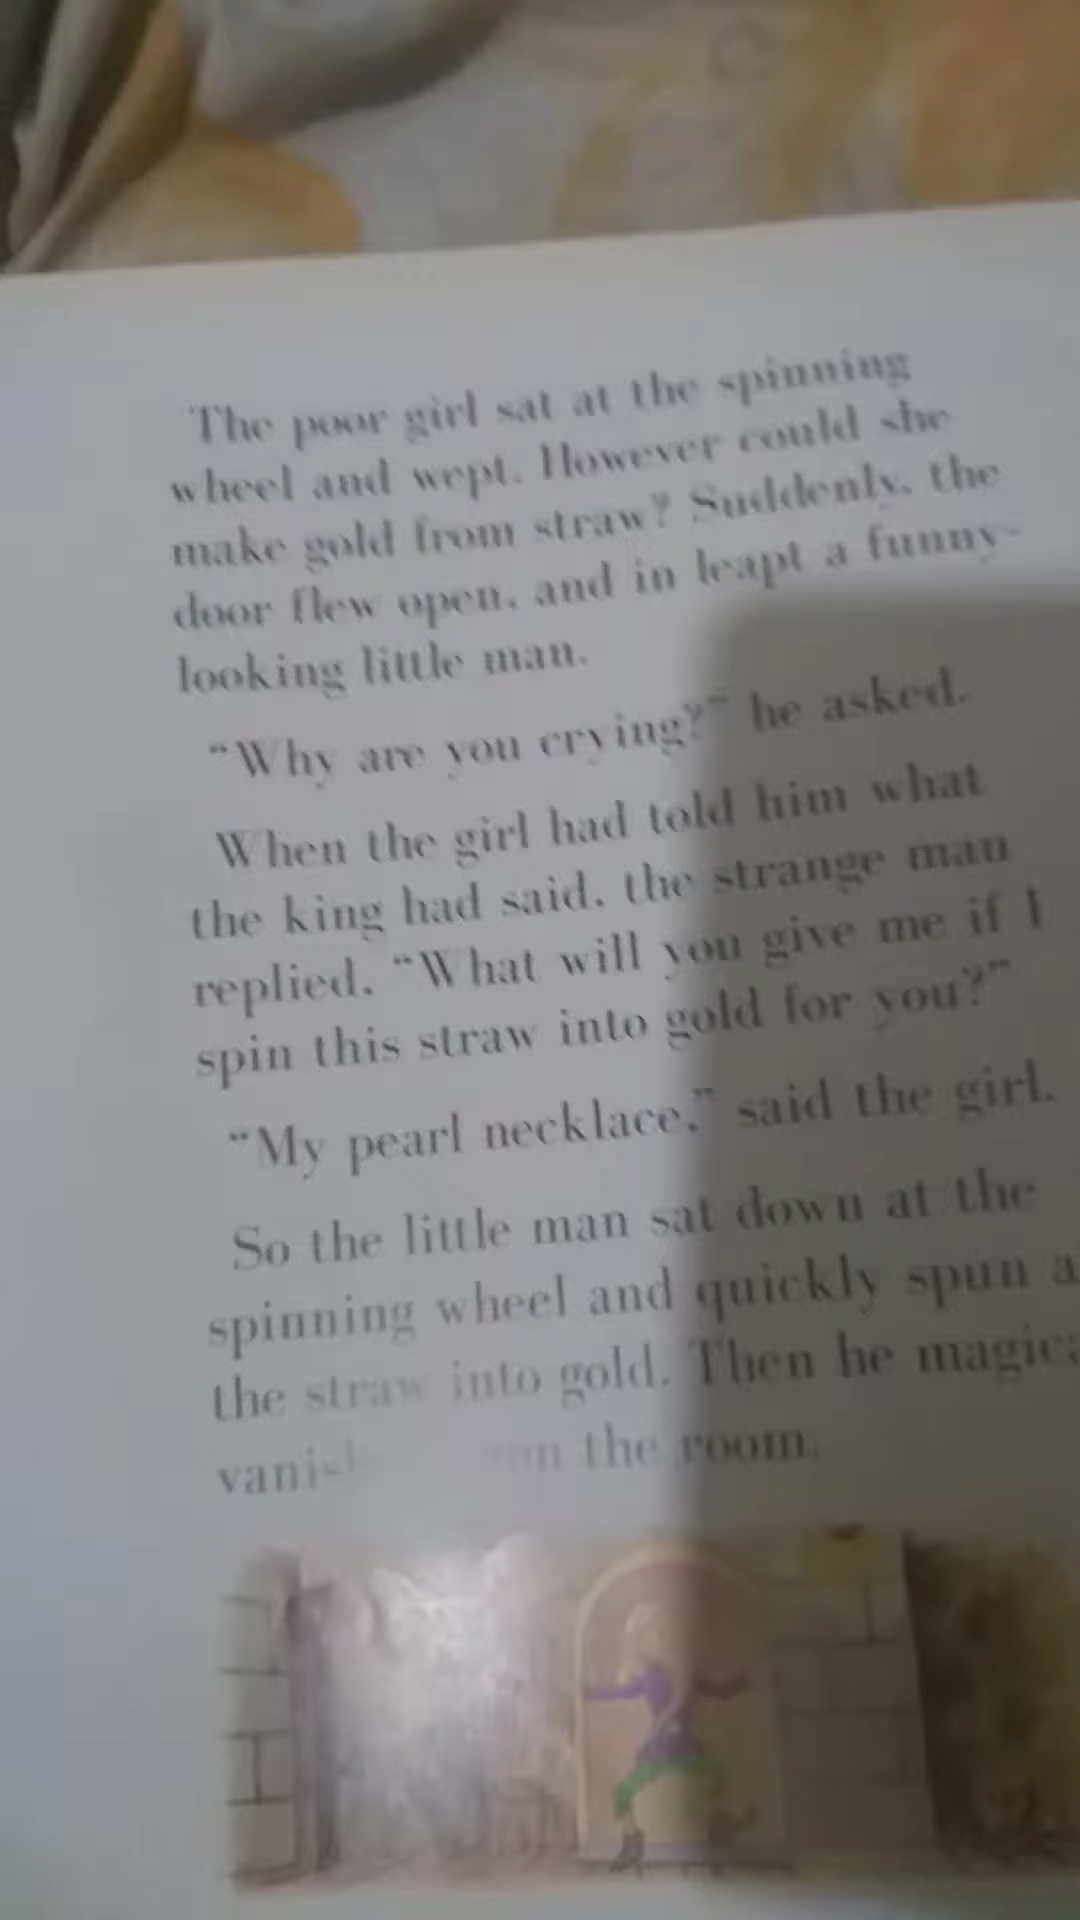 The poor girl sat at the spinning
wheel and wept. However could she
make gold from straw? Suddenly, the
door flew open, and in leapt a funny-
looking little man.
"Why are you crying?" he asked.
When the girl had told him what
the king had said, the strange man
replied, "What will you give me if I
spin this straw into gold for you?"
"My pearl necklace," said the girl.
So the little man sat down at the
spinning wheel and quickly spun
the straw into gold. Then he
the room.